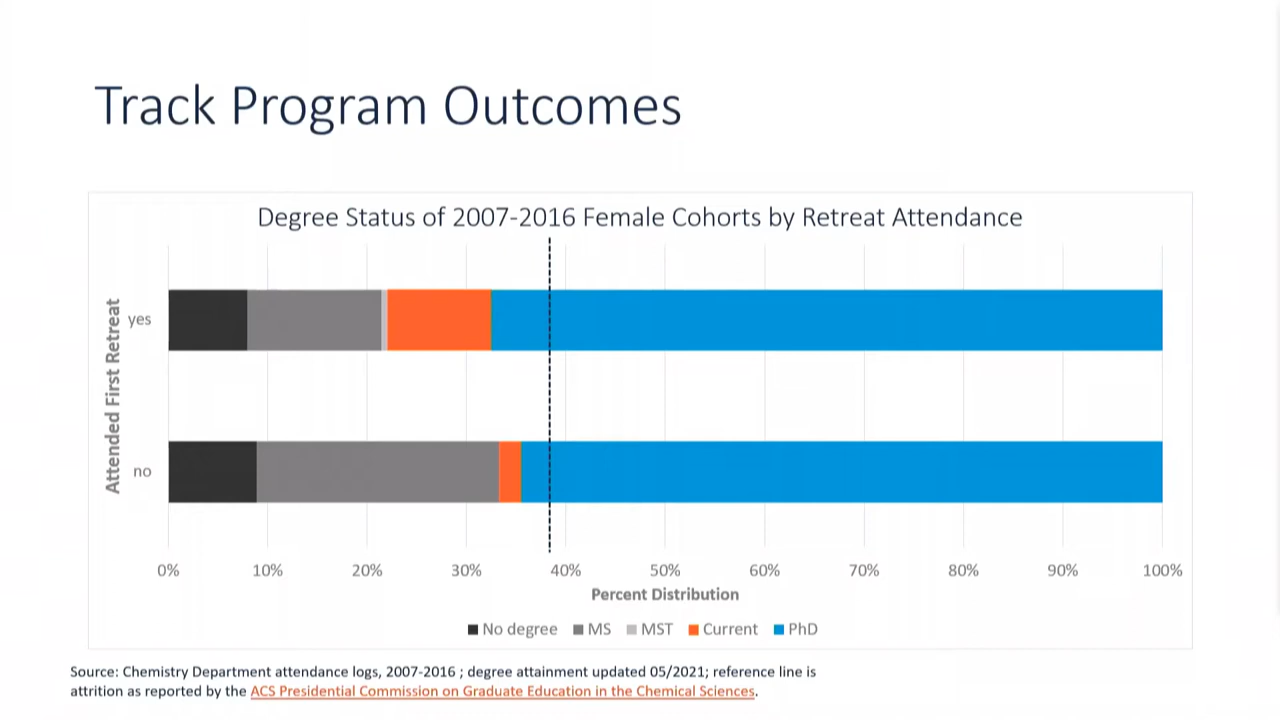 Track Program Outcomes
Degree Status of 2007-2016 Female Cohorts by Retreat Attendance
Attended First Retreat
yes
no
0% 10% 20% 30% 40% 50% 60% 70% 80% 90% 100%
Percent Distribution
No degree MS MST Current PhD
Source: Chemistry Department attendance logs, 2007-2016 ; degree attainment updated 05/2021; reference line is
attrition as reported by the ACS Presidential Commission on Graduate Education in the Chemical Sciences.